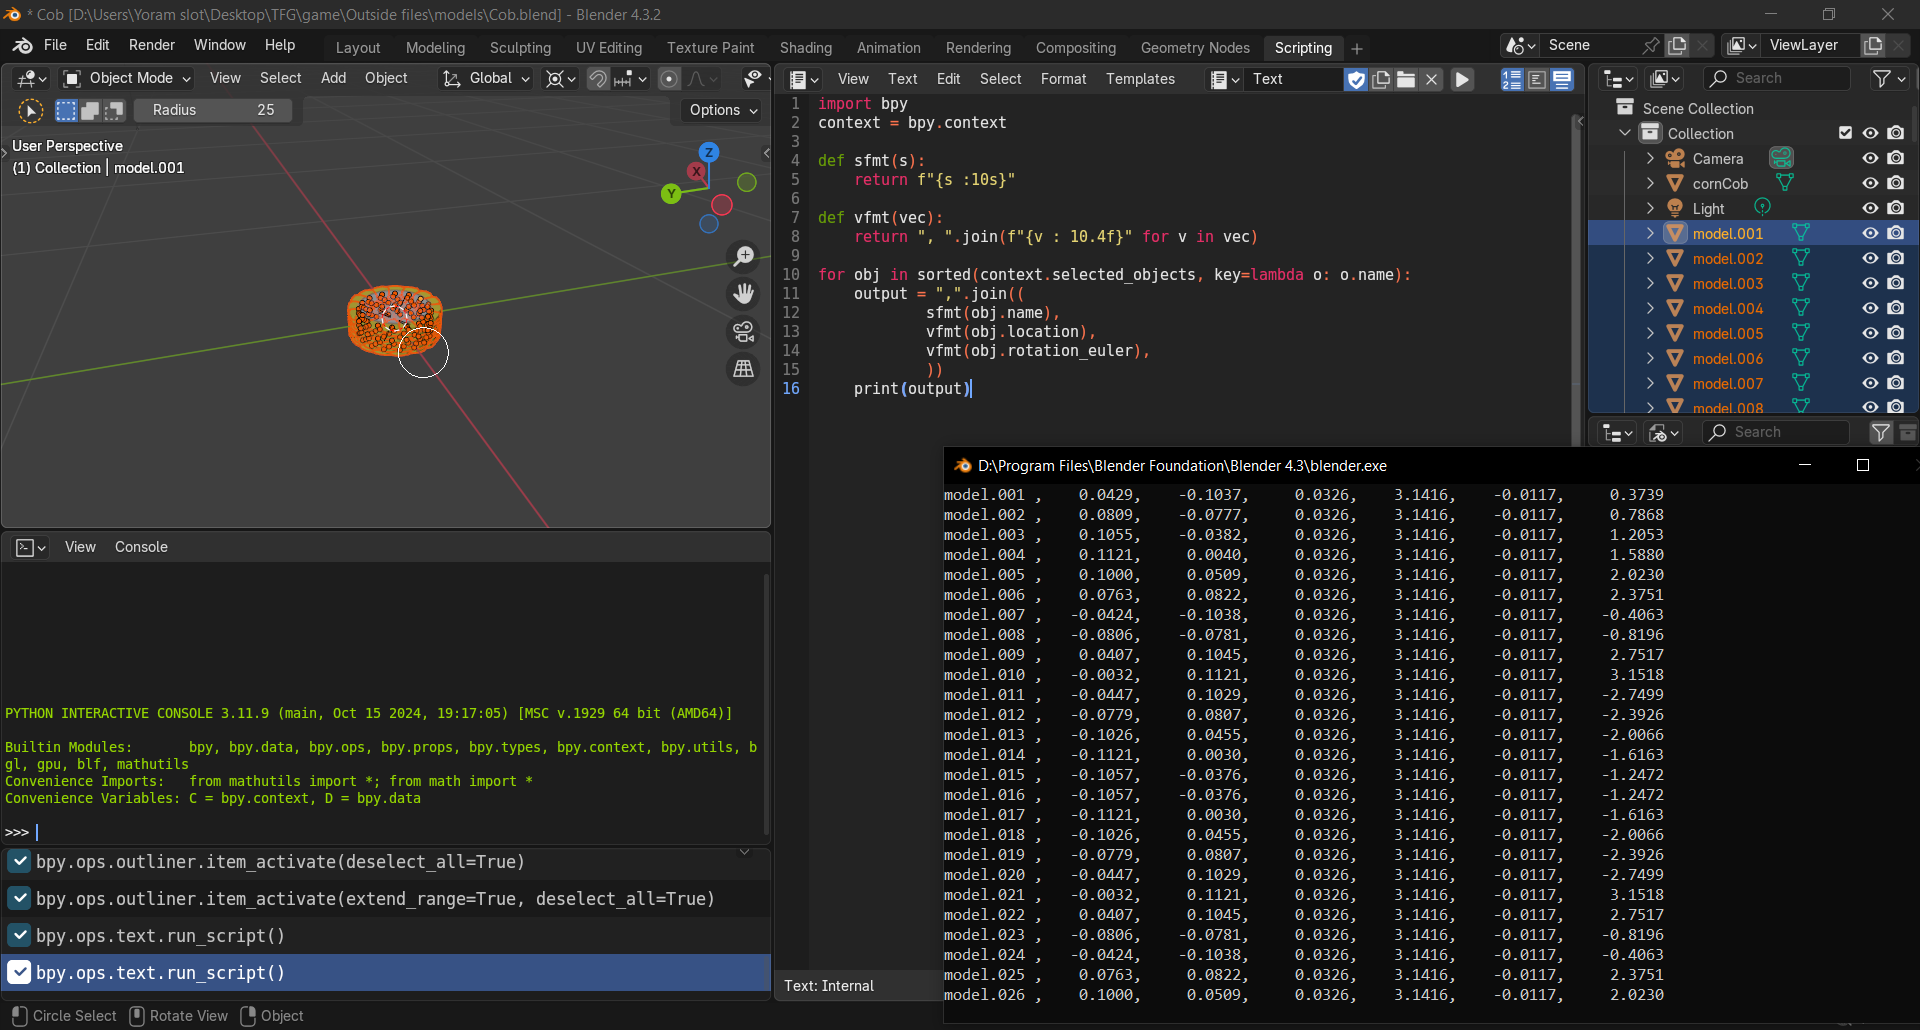 * Cob [D:\Users\Yoram slot\Desktop\TFG\game\Outside files\models\Cob.blend] - Blender 4.3.2
File Edit Render Window Help
Layout Modeling Sculpting UV Editing Texture Paint Shading Animation Rendering Compositing Geometry Nodes Scripting +
Scene
ViewLayer
Object Mode View Select Add Object Global
Radius 25
Options
User Perspective
(1) Collection | model.001
Z
X
Y
View Text Edit Select Format Templates Text
1 import bpy
2 context = bpy.context
3
4 def sfmt(s):
5     return f"{s :10s}"
6
7 def vfmt(vec):
8     return ", ".join(f"{v : 10.4f}" for v in vec)
9
10 for obj in sorted(context.selected_objects, key=lambda o: o.name):
11     output = ",".join((
12             sfmt(obj.name),
13             vfmt(obj.location),
14             vfmt(obj.rotation_euler),
15             ))
16     print(output)
Text: Internal
Search
Scene Collection
Collection
Camera
cornCob
Light
model.001
model.002
model.003
model.004
model.005
model.006
model.007
model.008
Search
View Console
PYTHON INTERACTIVE CONSOLE 3.11.9 (main, Oct 15 2024, 19:17:05) [MSC v.1929 64 bit (AMD64)]
Builtin Modules:       bpy, bpy.data, bpy.ops, bpy.props, bpy.types, bpy.context, bpy.utils, b
gl, gpu, blf, mathutils
Convenience Imports:   from mathutils import *; from math import *
Convenience Variables: C = bpy.context, D = bpy.data
>>>
bpy.ops.outliner.item_activate(deselect_all=True)
bpy.ops.outliner.item_activate(extend_range=True, deselect_all=True)
bpy.ops.text.run_script()
bpy.ops.text.run_script()
Circle Select Rotate View Object
D:\Program Files\Blender Foundation\Blender 4.3\blender.exe
model.001 ,    0.0429,    -0.1037,     0.0326,    3.1416,    -0.0117,     0.3739
model.002 ,    0.0809,    -0.0777,     0.0326,    3.1416,    -0.0117,     0.7868
model.003 ,    0.1055,    -0.0382,     0.0326,    3.1416,    -0.0117,     1.2053
model.004 ,    0.1121,     0.0040,     0.0326,    3.1416,    -0.0117,     1.5880
model.005 ,    0.1000,     0.0509,     0.0326,    3.1416,    -0.0117,     2.0230
model.006 ,    0.0763,     0.0822,     0.0326,    3.1416,    -0.0117,     2.3751
model.007 ,   -0.0424,    -0.1038,     0.0326,    3.1416,    -0.0117,    -0.4063
model.008 ,   -0.0806,    -0.0781,     0.0326,    3.1416,    -0.0117,    -0.8196
model.009 ,    0.0407,     0.1045,     0.0326,    3.1416,    -0.0117,     2.7517
model.010 ,   -0.0032,     0.1121,     0.0326,    3.1416,    -0.0117,     3.1518
model.011 ,   -0.0447,     0.1029,     0.0326,    3.1416,    -0.0117,    -2.7499
model.012 ,   -0.0779,     0.0807,     0.0326,    3.1416,    -0.0117,    -2.3926
model.013 ,   -0.1026,     0.0455,     0.0326,    3.1416,    -0.0117,    -2.0066
model.014 ,   -0.1121,     0.0030,     0.0326,    3.1416,    -0.0117,    -1.6163
model.015 ,   -0.1057,    -0.0376,     0.0326,    3.1416,    -0.0117,    -1.2472
model.016 ,   -0.1057,    -0.0376,     0.0326,    3.1416,    -0.0117,    -1.2472
model.017 ,   -0.1121,     0.0030,     0.0326,    3.1416,    -0.0117,    -1.6163
model.018 ,   -0.1026,     0.0455,     0.0326,    3.1416,    -0.0117,    -2.0066
model.019 ,   -0.0779,     0.0807,     0.0326,    3.1416,    -0.0117,    -2.3926
model.020 ,   -0.0447,     0.1029,     0.0326,    3.1416,    -0.0117,    -2.7499
model.021 ,   -0.0032,     0.1121,     0.0326,    3.1416,    -0.0117,     3.1518
model.022 ,    0.0407,     0.1045,     0.0326,    3.1416,    -0.0117,     2.7517
model.023 ,   -0.0806,    -0.0781,     0.0326,    3.1416,    -0.0117,    -0.8196
model.024 ,   -0.0424,    -0.1038,     0.0326,    3.1416,    -0.0117,    -0.4063
model.025 ,    0.0763,     0.0822,     0.0326,    3.1416,    -0.0117,     2.3751
model.026 ,    0.1000,     0.0509,     0.0326,    3.1416,    -0.0117,     2.0230